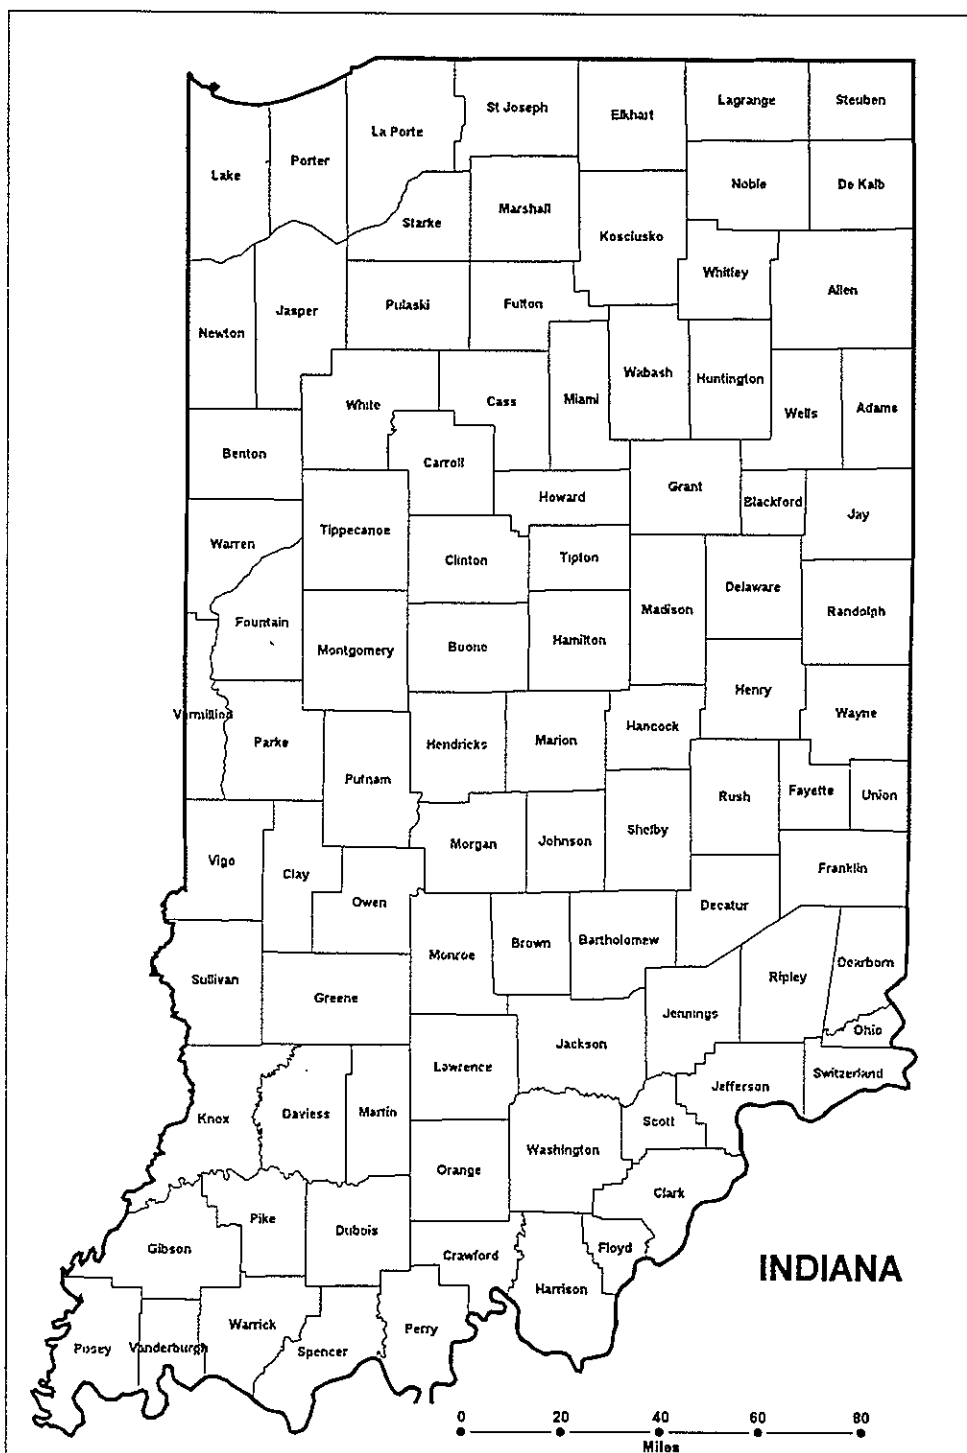 St Joseph
Elkhart
Lagrange
Steuben
La Porte
Porter
Lake
Noble
De Kalb
Marshall
Starke
Kosciusko
Whitley
Allen
Pulaski
Fulton
Jasper
Newton
Wabash
Huntington
Miami
Cass
White
Wells
Adams
Benton
Carroll
Grant
Howard
Blackford
Jay
Tippecanoe
Warren
Clinton
Tipton
Delaware
Madison
Randolph
Fountain
Montgomery
Boone
Hamilton
Henry
Vermillion
Parke
Hendricks
Marion
Hancock
Wayne
Putnam
Rush
Fayette
Union
Morgan
Johnson
Shelby
Vigo
Clay
Franklin
Owen
Decatur
Monroe
Brown
Bartholomew
Sullivan
Greene
Ripley
Dearborn
Jennings
Ohio
Jackson
Lawrence
Switzerland
Jefferson
Knox
Daviess
Martin
Scott
Washington
Orange
Clark
Pike
Dubois
Gibson
Crawford
Floyd
Harrison
INDIANA
Warrick
Perry
Posey
Vanderburgh
Spencer
0 20 40 60 80
Miles